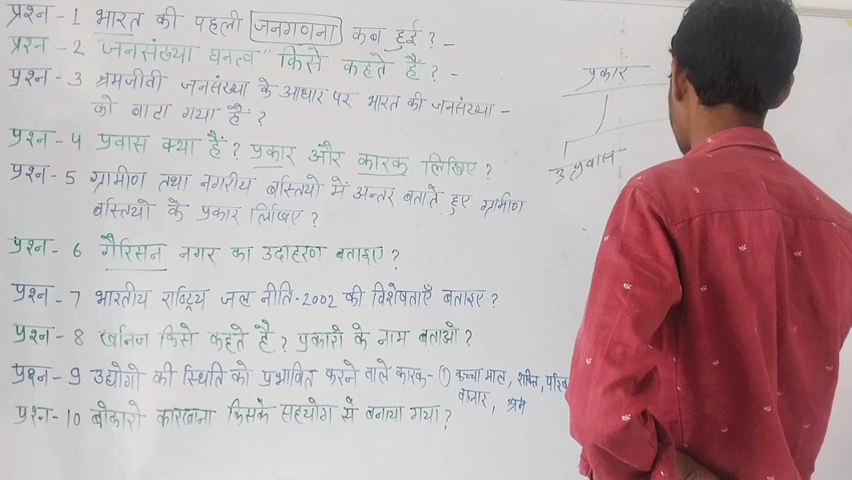 प्रश्न - 1 भारत की पहली जनगणना कब हुई ? -
प्रश्न - 2 "जनसंख्या घनत्व" किसे कहते हैं ? -
प्रश्न - 3 श्रमजीवी जनसंख्या के आधार पर भारत की जनसंख्या -
को बाटा गया है ?
प्रश्न - 4 प्रवास क्या हैं ? प्रकार और कारक लिखिए ?
प्रश्न - 5 ग्रामीण तथा नगरीय बस्तियो में अन्तर बताते हुए ग्रामीण
बस्तियो के प्रकार लिखिए ?
प्रश्न - 6 गैरिसन नगर का उदाहरण बताइए ?
प्रश्न - 7 भारतीय राष्ट्रिय जल नीति-2002 की विशेषताएँ बताइए ?
प्रश्न - 8 खनिज किसे कहते है ? प्रकारो के नाम बताओ ?
प्रश्न - 9 उद्योगो की स्थिति को प्रभावित करने वाले कारक - ① कच्चा माल, शक्ति,
बाजार, श्रम
प्रश्न - 10 बोकारो कारखाना किसके सहयोग से बनाया गया ?
प्रकार